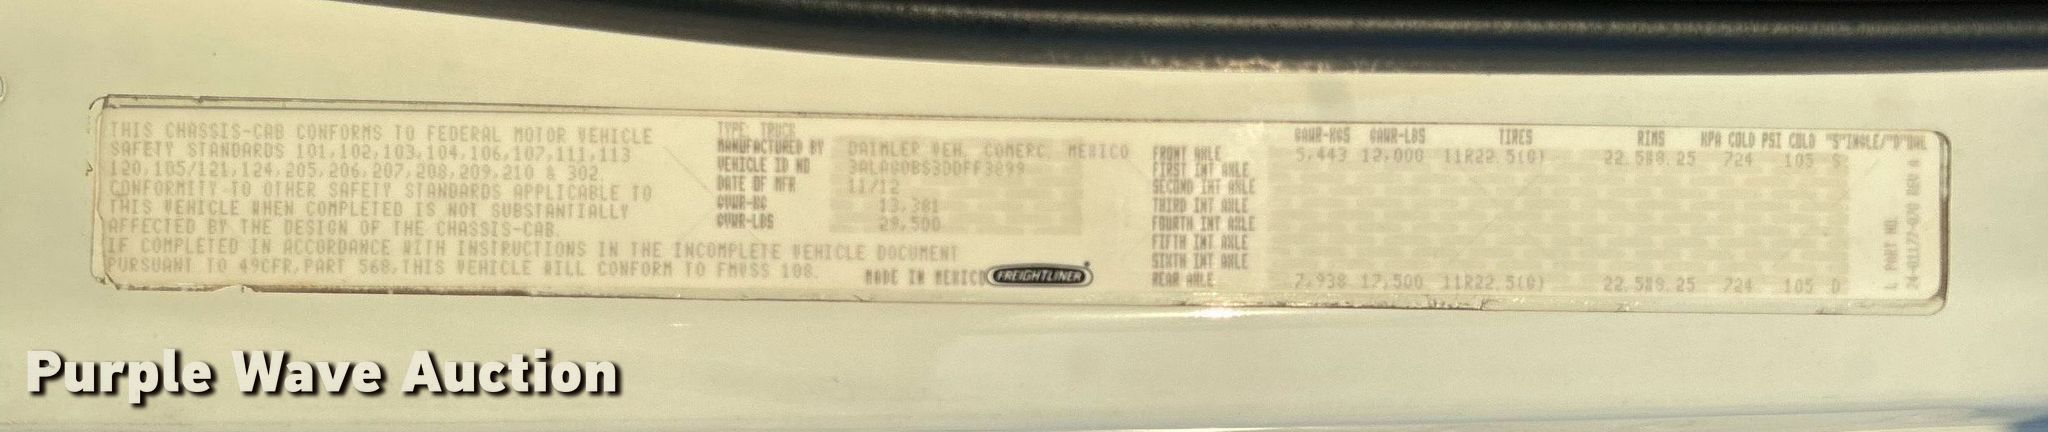 THIS CHASSIS-CAB CONFORMS TO FEDERAL MOTOR VEHICLE
SAFETY STANDARDS 101,102,103,104,106,107,111,113
120,105/121,124,205,206,207,208,209,210 & 302.
CONFORMITY TO OTHER SAFETY STANDARDS APPLICABLE TO
THIS VEHICLE WHEN COMPLETED IS NOT SUBSTANTIALLY
AFFECTED BY THE DESIGN OF THE CHASSIS-CAB.
IF COMPLETED IN ACCORDANCE WITH INSTRUCTIONS IN THE INCOMPLETE VEHICLE DOCUMENT
PURSUANT TO 49CFR,PART 568,THIS VEHICLE WILL CONFORM TO FMVSS 108.
TYPE: TRUCK
MANUFACTURED BY DAIMLER VEH. COMERC. MEXICO
VEHICLE ID NO
DATE OF MFR 11/12
GVWR-KG 13,381
GVWR-LBS 29,500
MADE IN MEXICO FREIGHTLINER
GAWR-KGS GAWR-LBS TIRES RIMS KPA COLD PSI COLD "S"INGLE/"D"UAL
FRONT AXLE 5,443 12,000 11R22.5(G) 22.5X8.25 724 105 S
FIRST INT AXLE
SECOND INT AXLE
THIRD INT AXLE
FOURTH INT AXLE
FIFTH INT AXLE
SIXTH INT AXLE
REAR AXLE 7,938 17,500 11R22.5(G) 22.5X8.25 724 105 D
L PART NO.
24-01177-070 REV A
Purple Wave Auction